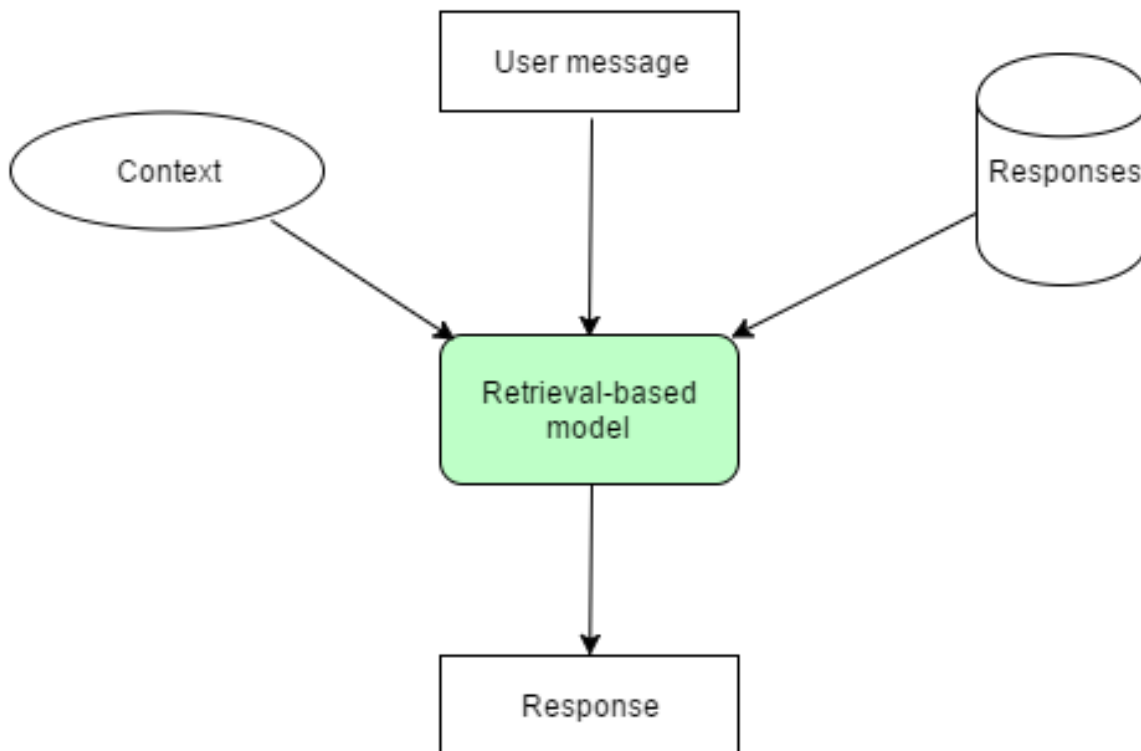 User message
Context
Responses
Retrieval-based
model
Response